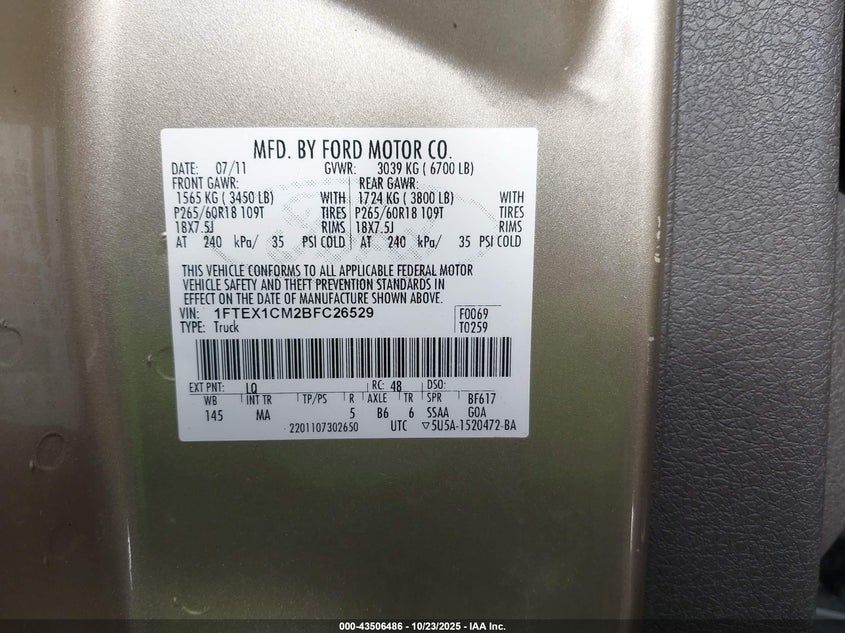 MFD. BY FORD MOTOR CO.
DATE: 07/11 GVWR: 3039 KG ( 6700 LB)
FRONT GAWR: REAR GAWR:
1565 KG ( 3450 LB) WITH 1724 KG ( 3800 LB) WITH
P265/60R18 109T TIRES P265/60R18 109T TIRES
18X7.5J RIMS 18X7.5J RIMS
AT 240 kPa/ 35 PSI COLD AT 240 kPa/ 35 PSI COLD
THIS VEHICLE CONFORMS TO ALL APPLICABLE FEDERAL MOTOR
VEHICLE SAFETY AND THEFT PREVENTION STANDARDS IN
EFFECT ON THE DATE OF MANUFACTURE SHOWN ABOVE.
VIN: 1FTEX1CM2BFC26529 F0069
TYPE: Truck T0259
EXT PNT: LQ RC: 48 DSO:
WB INT TR TP/PS R AXLE TR SPR BF617
145 MA 5 B6 6 SSAA GOA
2201107302650 UTC ▽5U5A-1520472-BA
000-43506486 - 10/23/2025 - IAA Inc.